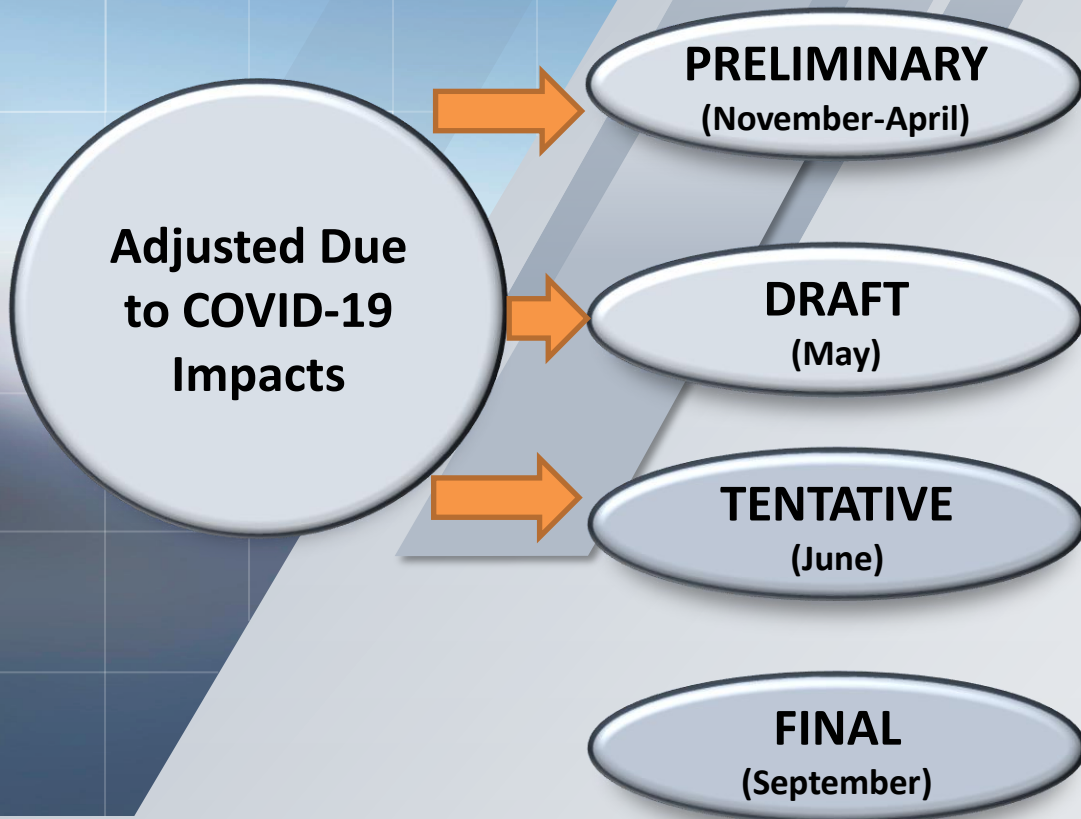 Adjusted Due
to COVID-19
Impacts
PRELIMINARY
(November-April)
DRAFT
(May)
TENTATIVE
(June)
FINAL
(September)